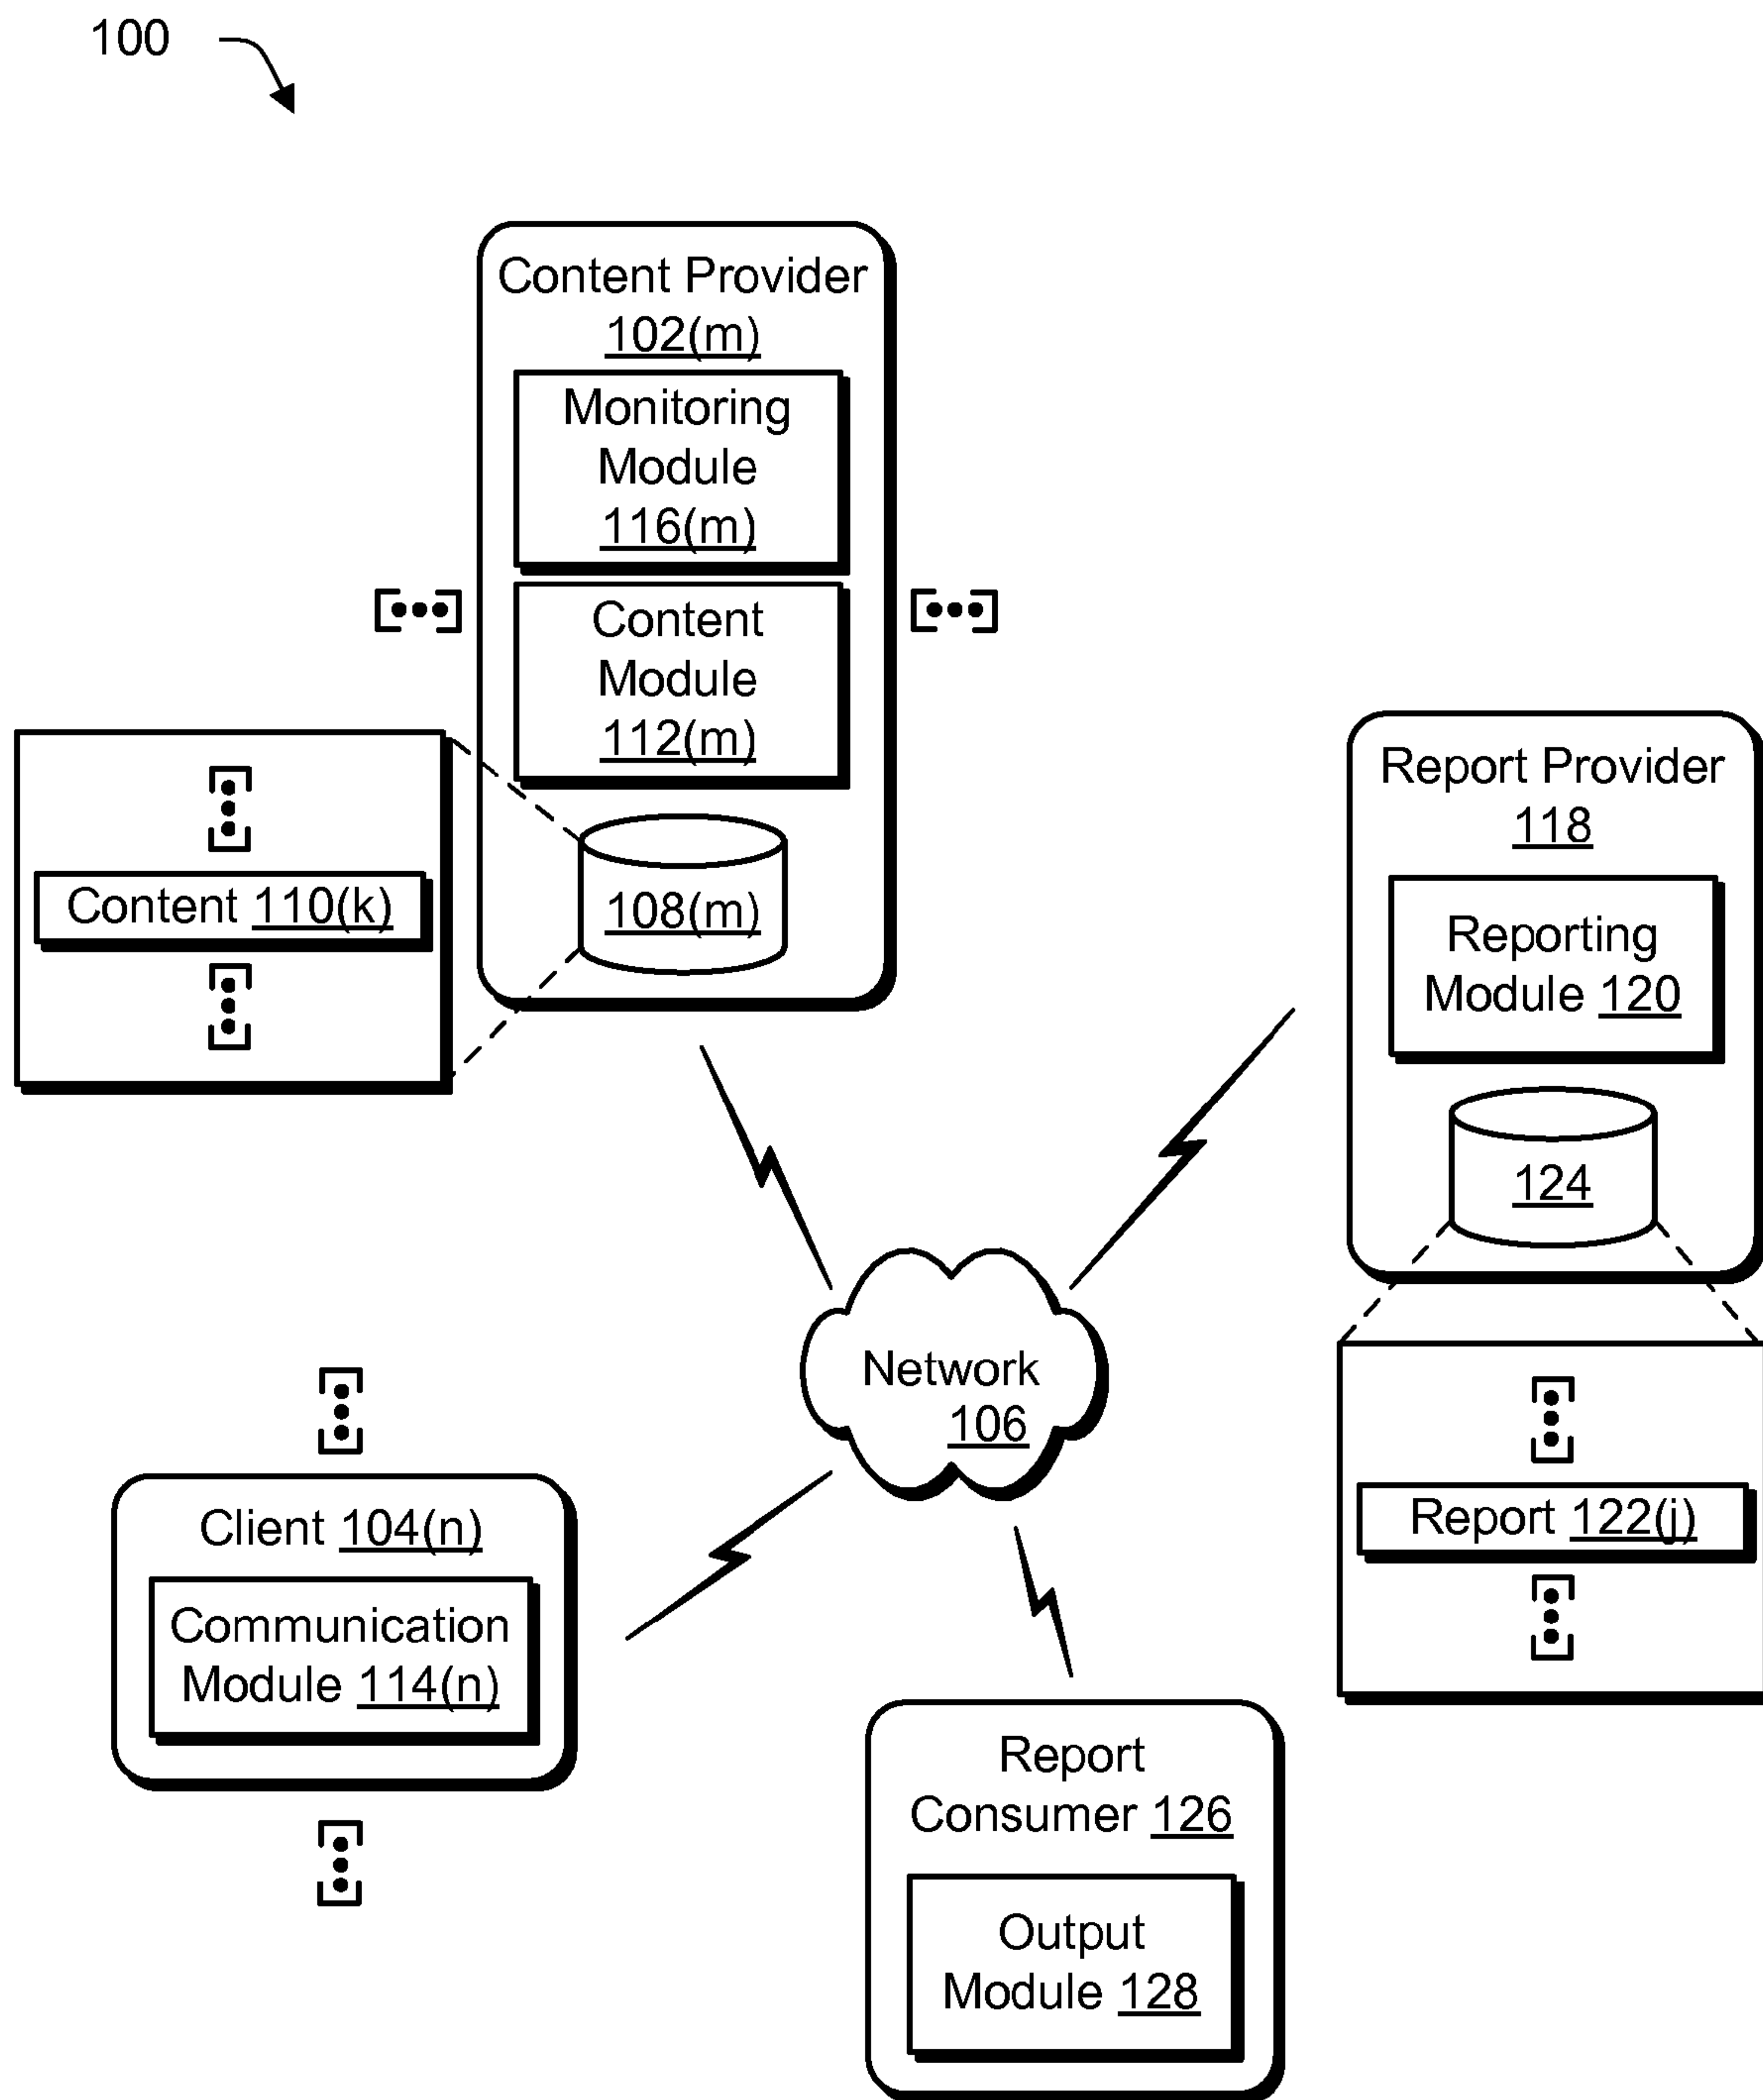 100
Content Provider
102(m)
Monitoring
Module
116(m)
Content
Module
112(m)
108(m)
Content 110(k)
Report Provider
118
Reporting
Module 120
124
Report 122(j)
Network
106
Client 104(n)
Communication
Module 114(n)
Report
Consumer 126
Output
Module 128